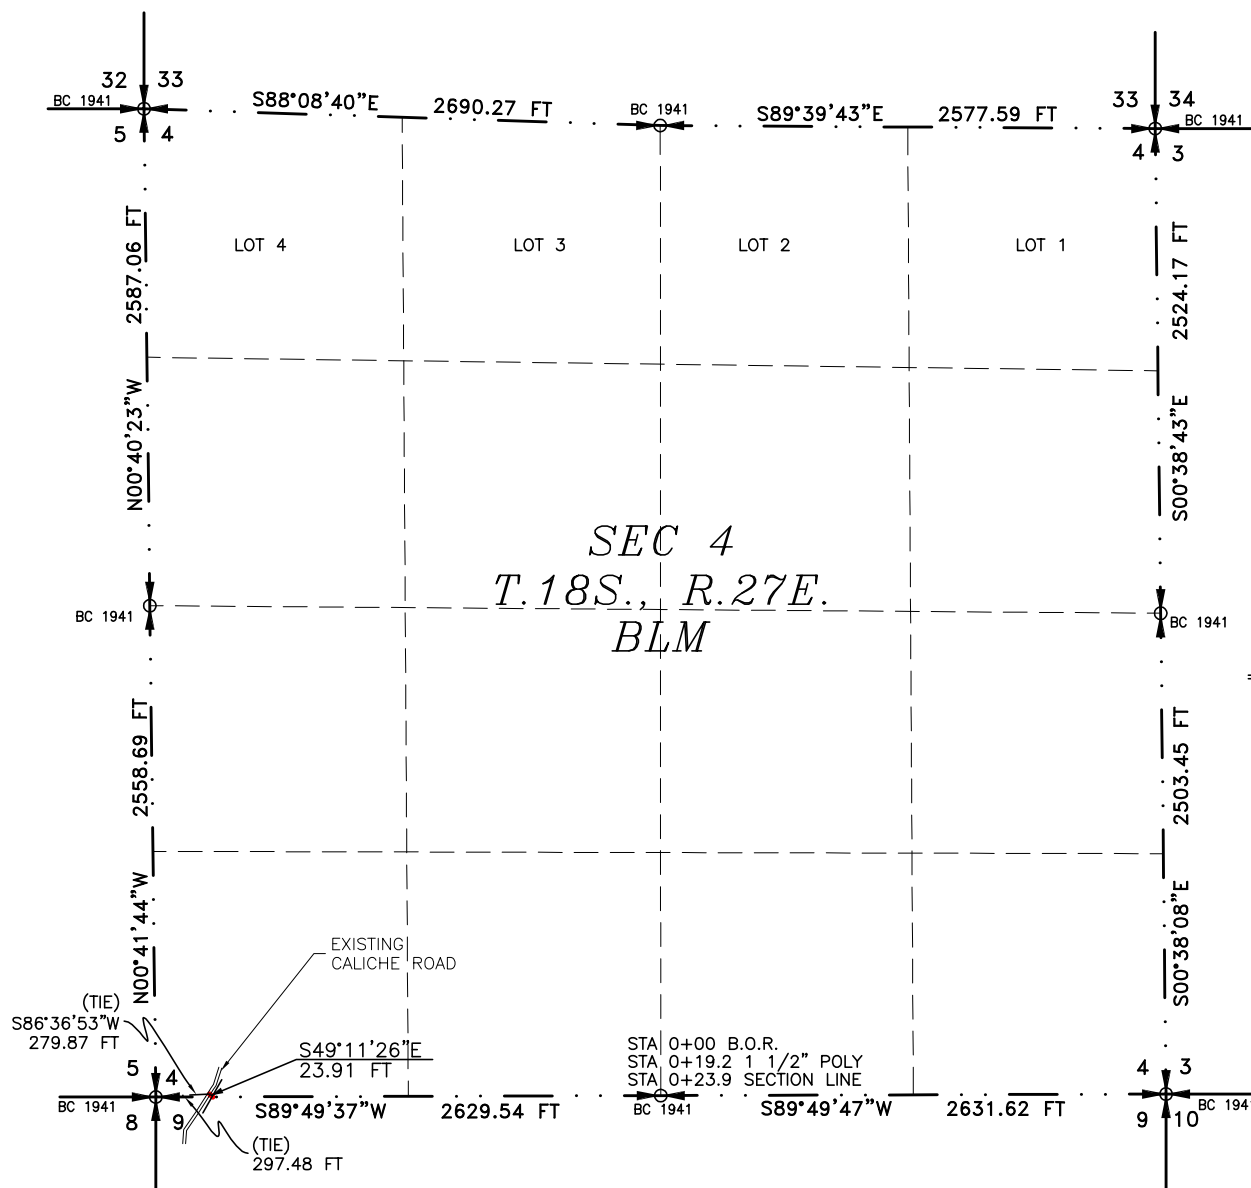 32 33
BC 1941
5 4
S88°08'40"E 2690.27 FT
BC 1941
S89°39'43"E 2577.59 FT
33 34
BC 1941
4 3
LOT 4
LOT 3
LOT 2
LOT 1
2587.06 FT
N00°40'23"W
2524.17 FT
S00°38'43"E
SEC 4
T.18S., R.27E.
BLM
BC 1941
BC 1941
2558.69 FT
N00°41'44"W
2503.45 FT
S00°38'08"E
EXISTING
CALICHE ROAD
(TIE)
S86°36'53"W
279.87 FT
S49°11'26"E
23.91 FT
STA 0+00 B.O.R.
STA 0+19.2 1 1/2" POLY
STA 0+23.9 SECTION LINE
5 4
BC 1941
8 9
S89°49'37"W 2629.54 FT
BC 1941
S89°49'47"W 2631.62 FT
4 3
BC 1941
9 10
(TIE)
297.48 FT